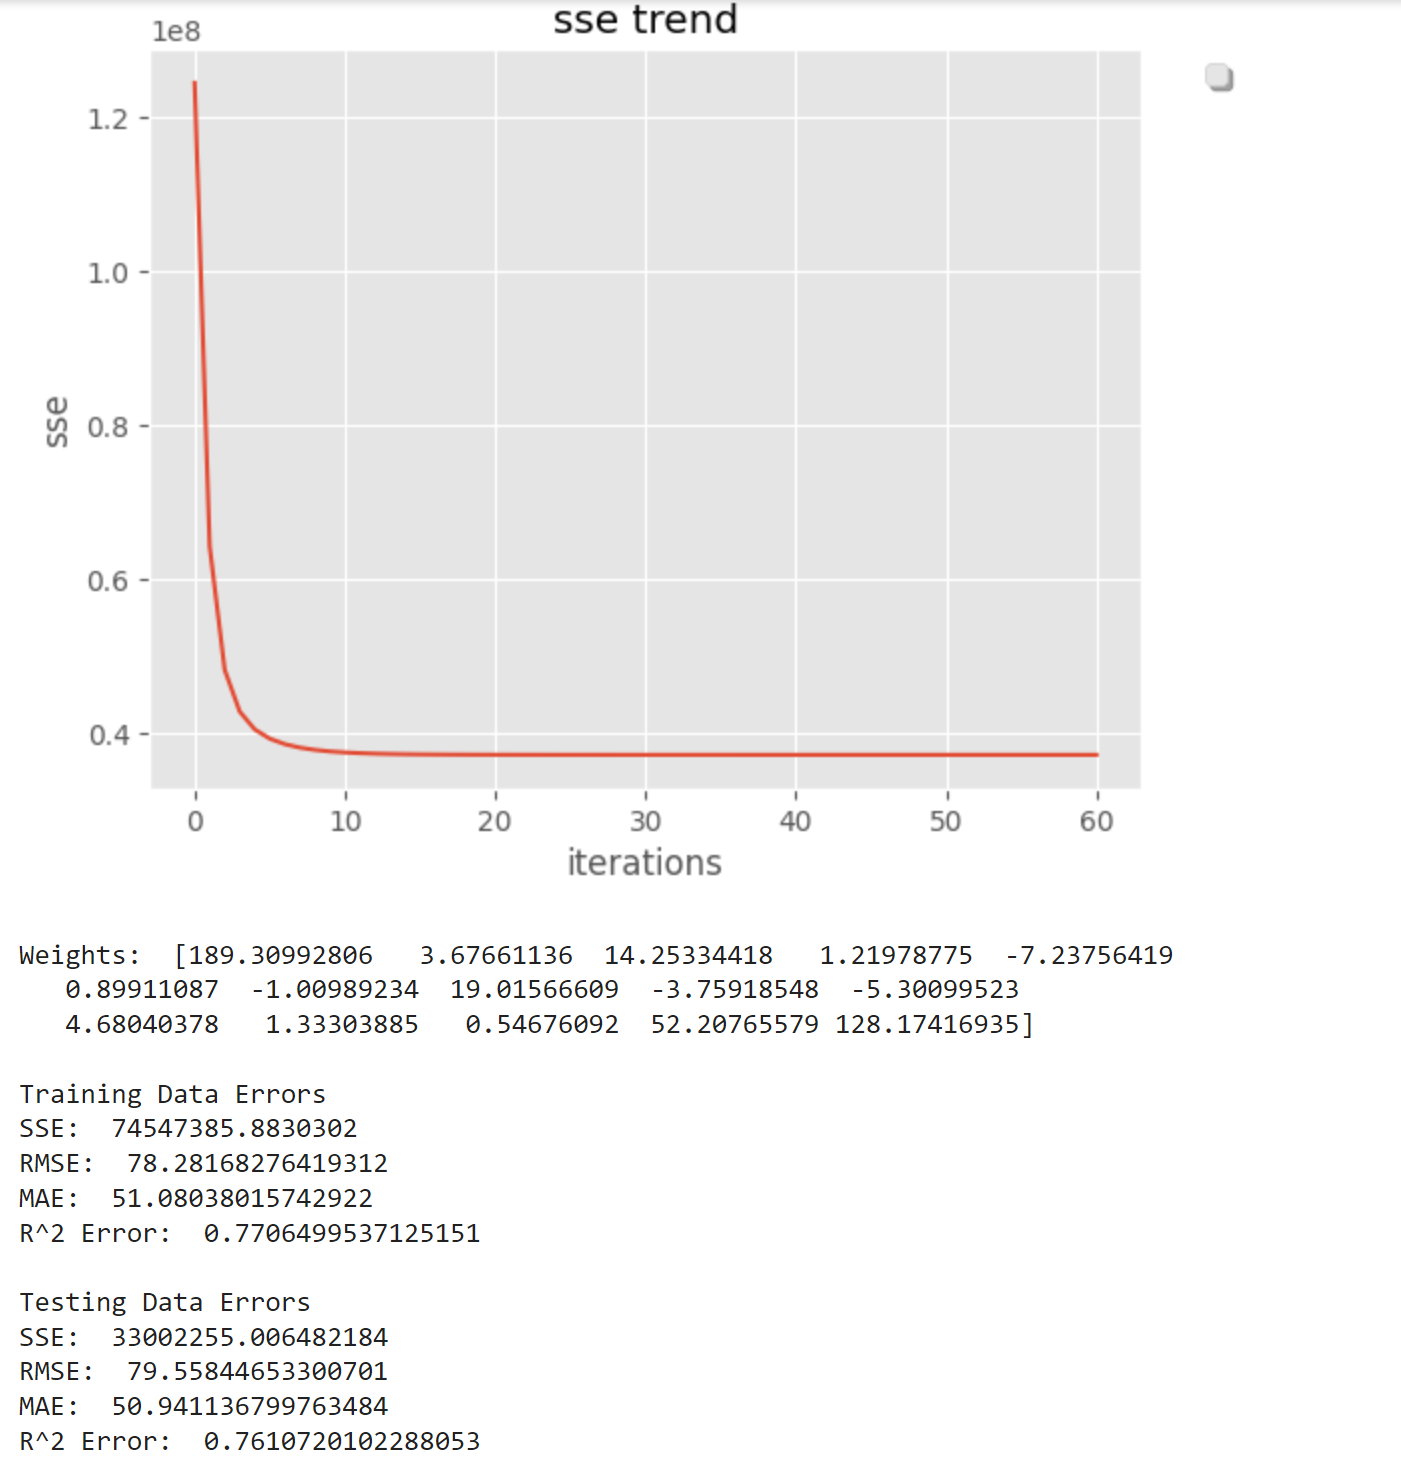 sse trend
1e8
1.2
1.0
0.8
0.6
0.4
sse
0 10 20 30 40 50 60
iterations
Weights:  [189.30992806   3.67661136  14.25334418   1.21978775  -7.23756419
   0.89911087  -1.00989234  19.01566609  -3.75918548  -5.30099523
   4.68040378   1.33303885   0.54676092  52.20765579 128.17416935]
Training Data Errors
SSE:  74547385.8830302
RMSE:  78.28168276419312
MAE:  51.08038015742922
R^2 Error:  0.7706499537125151
Testing Data Errors
SSE:  33002255.006482184
RMSE:  79.55844653300701
MAE:  50.941136799763484
R^2 Error:  0.7610720102288053